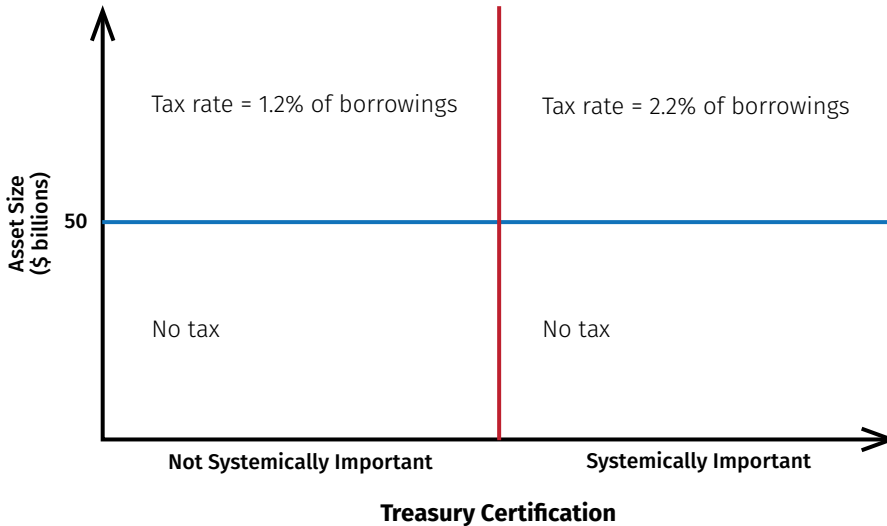 Tax rate = 1.2% of borrowings
Tax rate = 2.2% of borrowings
Asset Size
($ billions)
50
No tax
No tax
Not Systemically Important
Systemically Important
Treasury Certification